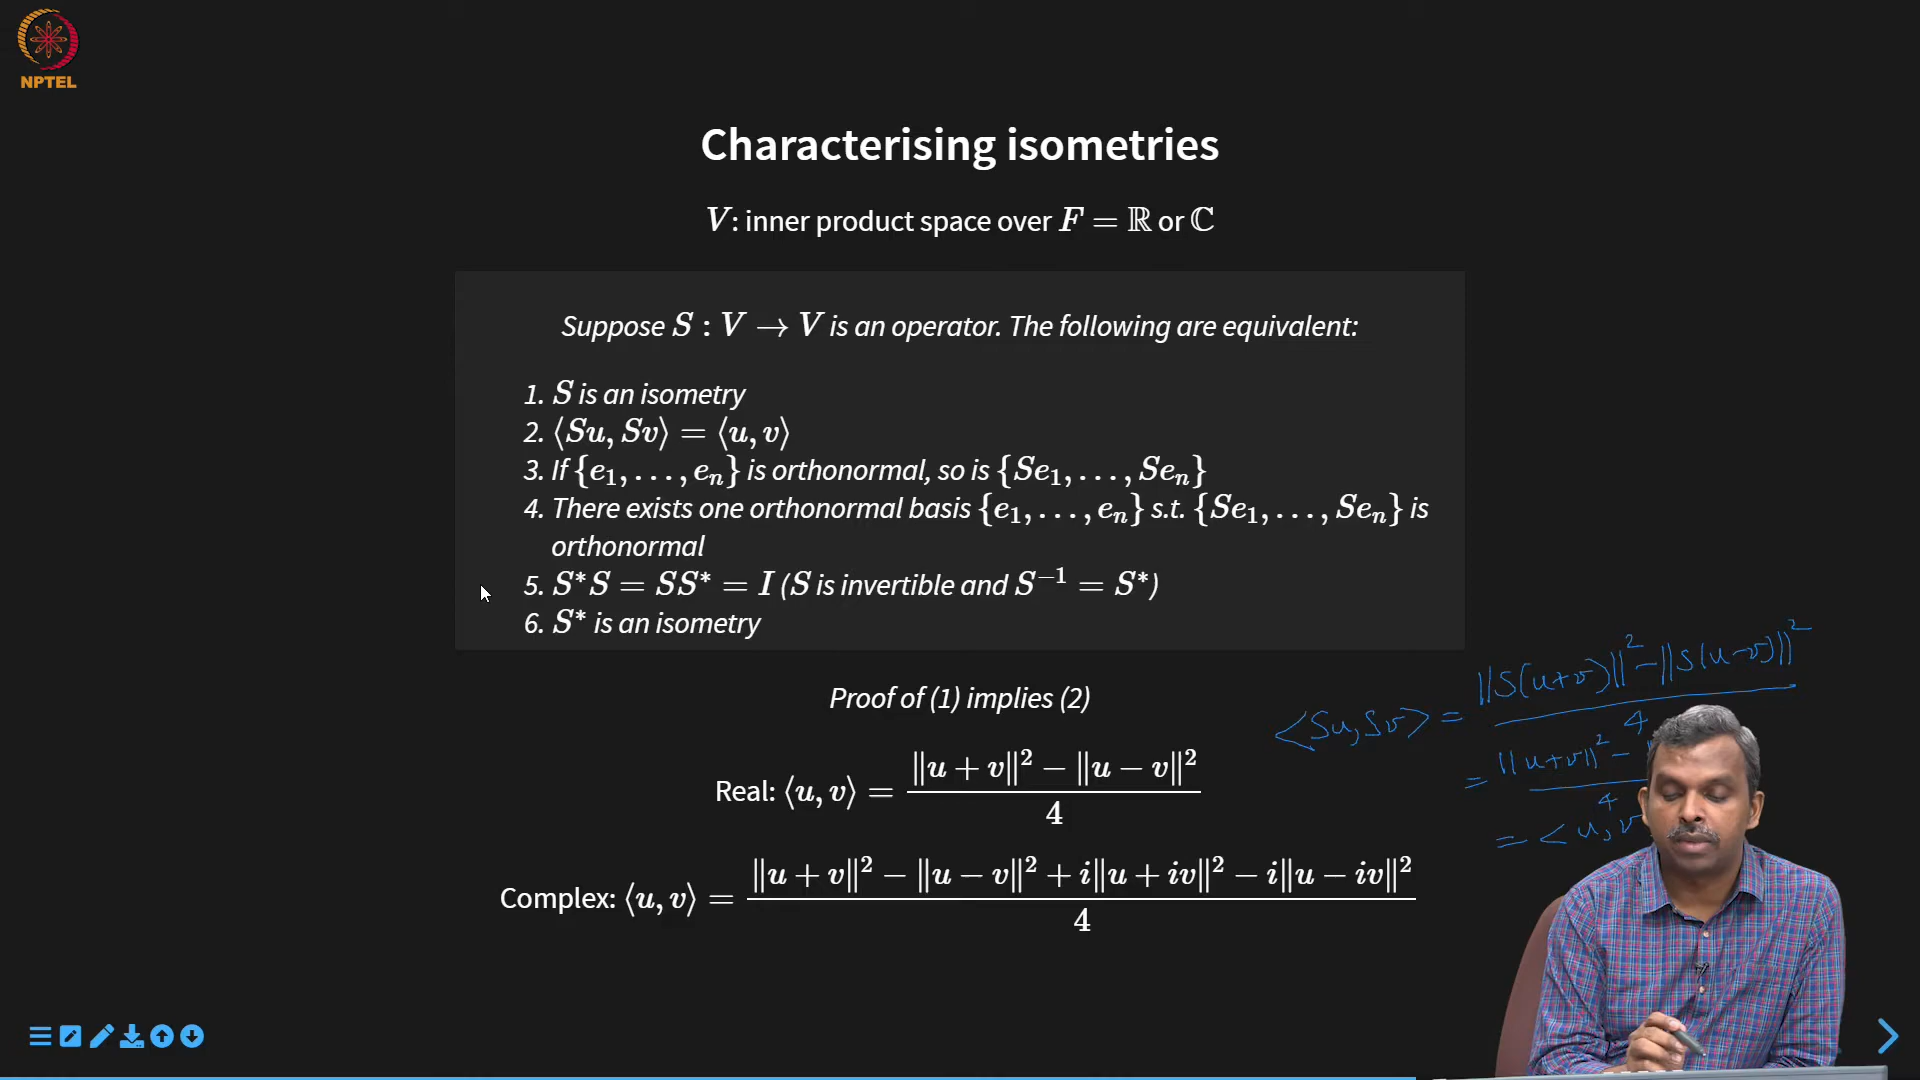 NPTEL
Characterising isometries
V: inner product space over F = ℝ or ℂ
Suppose S : V → V is an operator. The following are equivalent:
1. S is an isometry
2. ⟨Su, Sv⟩ = ⟨u, v⟩
3. If {e₁, . . . , eₙ} is orthonormal, so is {Se₁, . . . , Seₙ}
4. There exists one orthonormal basis {e₁, . . . , eₙ} s.t. {Se₁, . . . , Seₙ} is
orthonormal
5. S*S = SS* = I (S is invertible and S⁻¹ = S*)
6. S* is an isometry
Proof of (1) implies (2)
Real: ⟨u, v⟩ = (‖u + v‖² − ‖u − v‖²) / 4
Complex: ⟨u, v⟩ = (‖u + v‖² − ‖u − v‖² + i‖u + iv‖² − i‖u − iv‖²) / 4
<Su, Sv> = (‖S(u+v)‖² − ‖S(u−v)‖²) / 4
= ‖u+v‖² − / 4
= <u, v